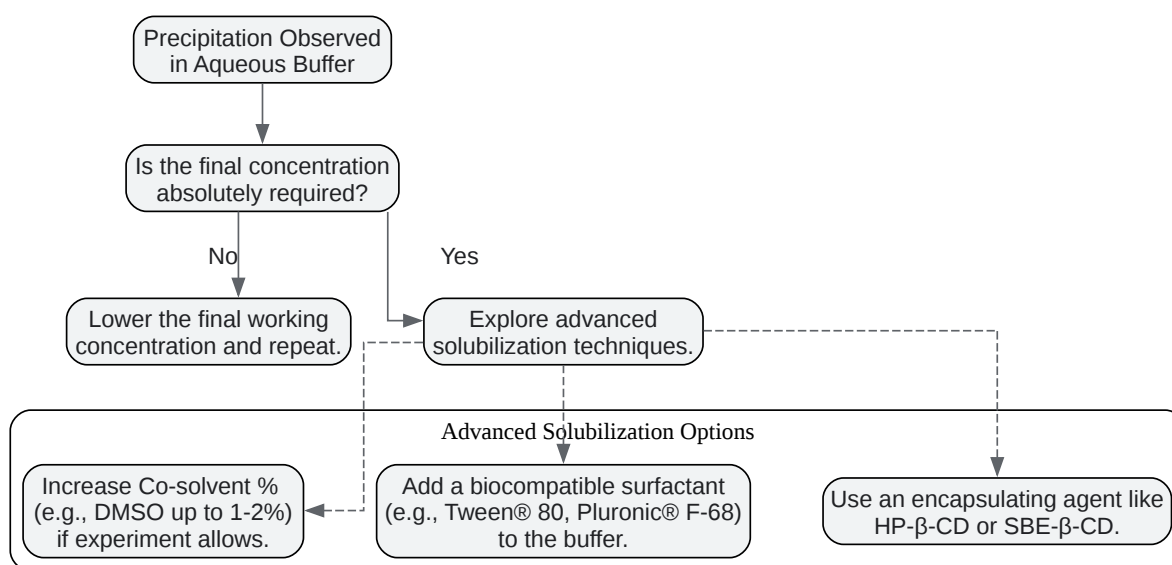 Precipitation Observed
in Aqueous Buffer
Is the final concentration
absolutely required?
No
Yes
Lower the final working
concentration and repeat.
Explore advanced
solubilization techniques.
Advanced Solubilization Options
Increase Co-solvent %
(e.g., DMSO up to 1-2%)
if experiment allows.
Add a biocompatible surfactant
(e.g., Tween® 80, Pluronic® F-68)
to the buffer.
Use an encapsulating agent like
HP-β-CD or SBE-β-CD.